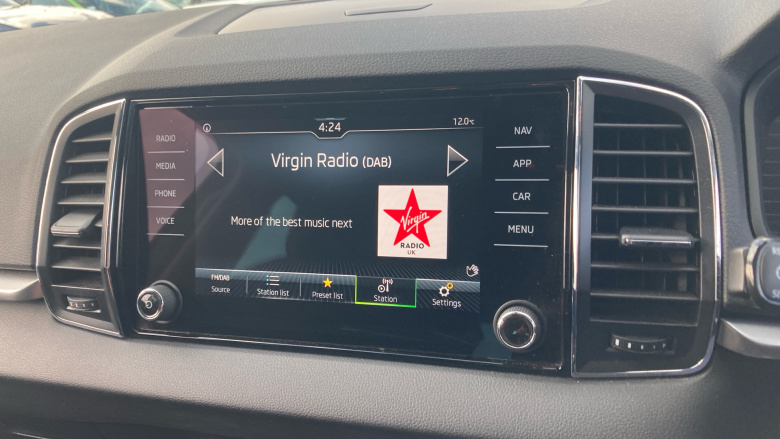 4:24
12.0°C
RADIO
MEDIA
PHONE
VOICE
Virgin Radio (DAB)
More of the best music next
Virgin
RADIO
UK
FM/DAB
Source
Station list
Preset list
Station
Settings
NAV
APP
CAR
MENU